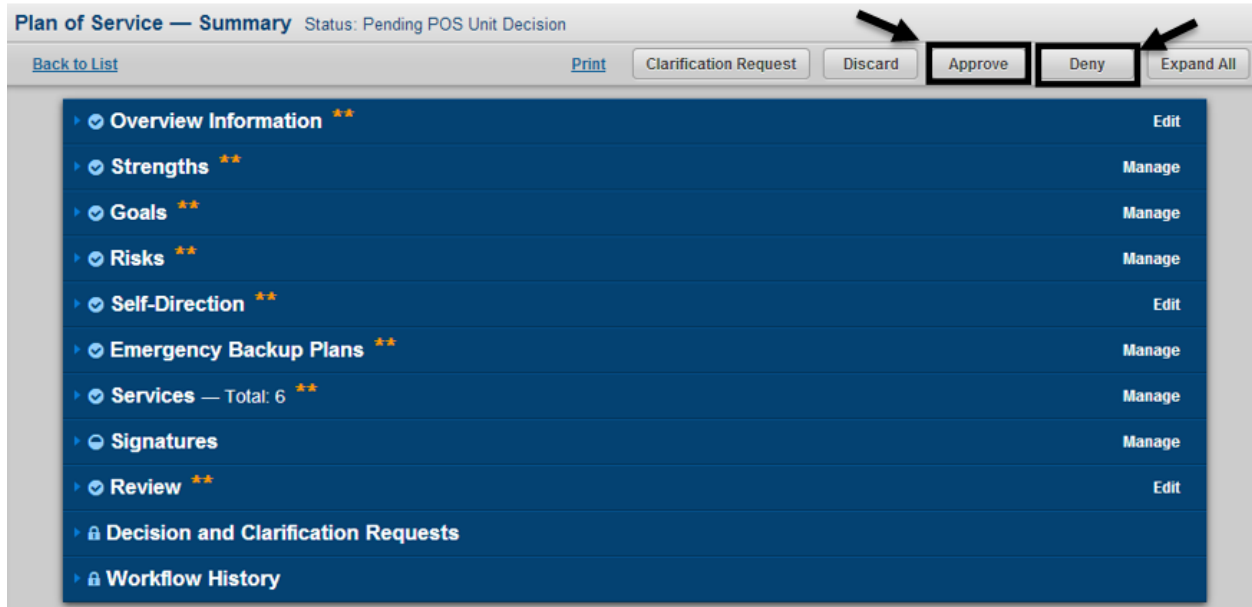 Plan of Service — Summary Status: Pending POS Unit Decision
Back to List Print Clarification Request Discard Approve Deny Expand All
Overview Information ** Edit
Strengths ** Manage
Goals ** Manage
Risks ** Manage
Self-Direction ** Edit
Emergency Backup Plans ** Manage
Services — Total: 6 ** Manage
Signatures Manage
Review ** Edit
Decision and Clarification Requests
Workflow History